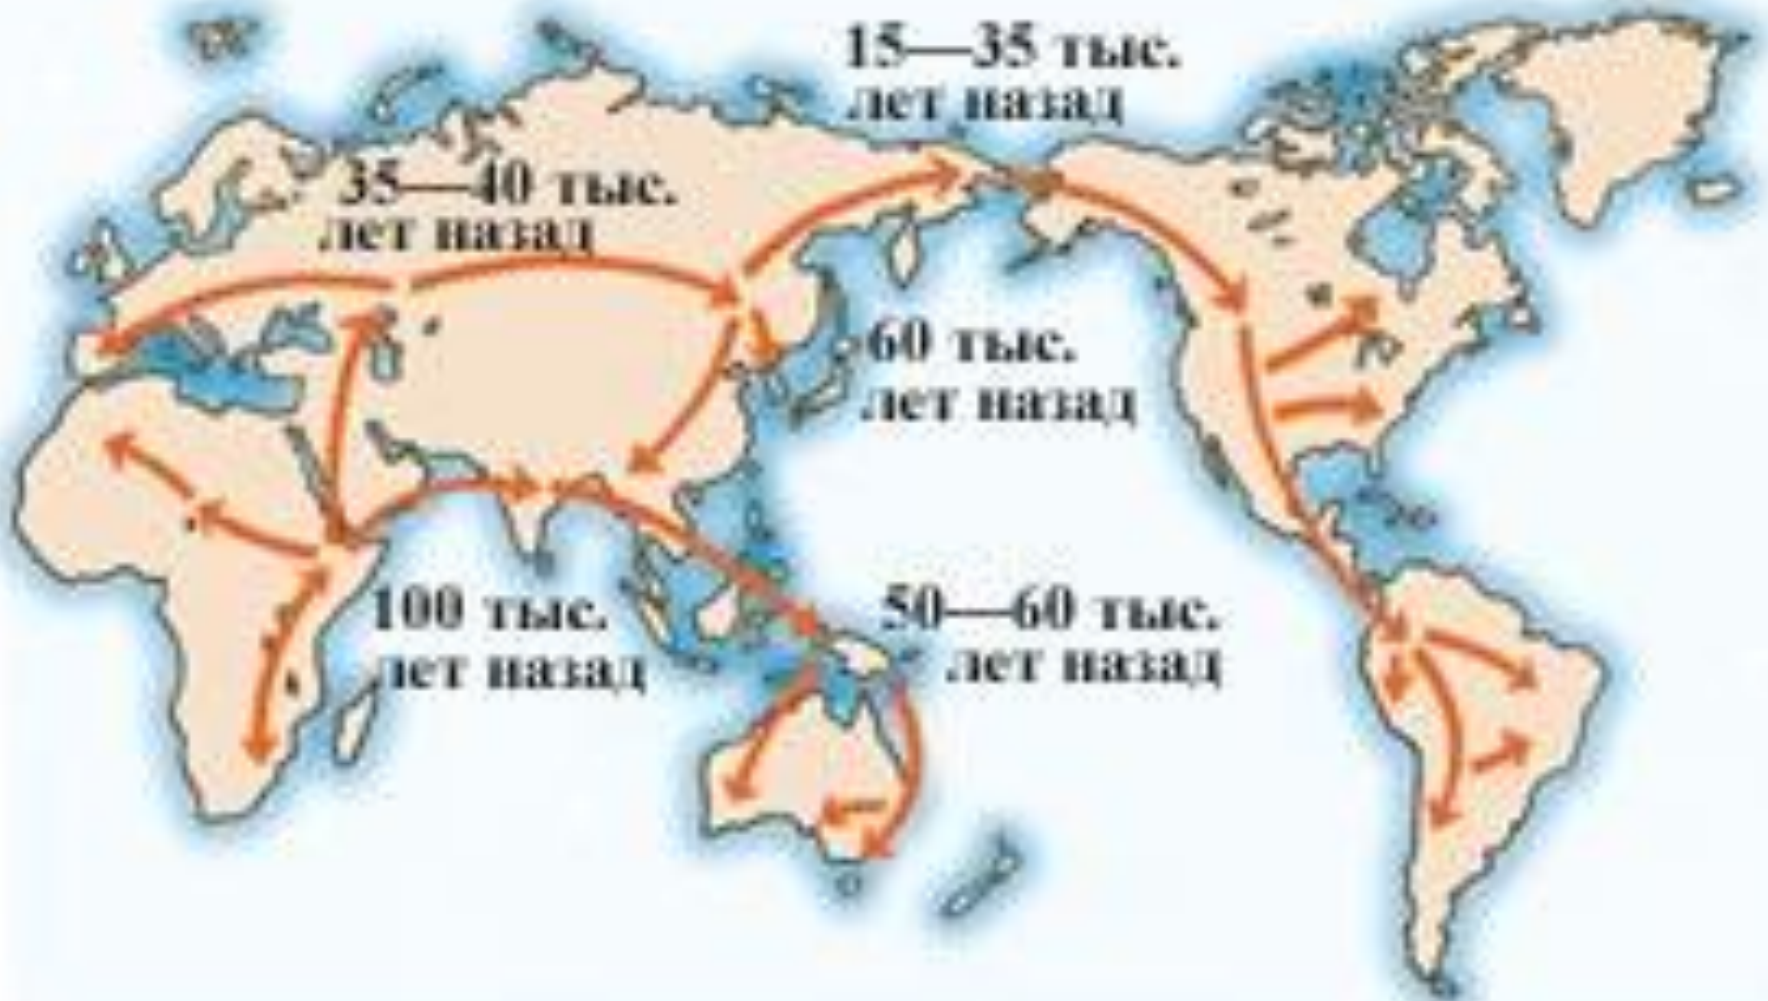 15—35 тыс.
лет назад
35—40 тыс.
лет назад
60 тыс.
лет назад
100 тыс.
лет назад
50—60 тыс.
лет назад